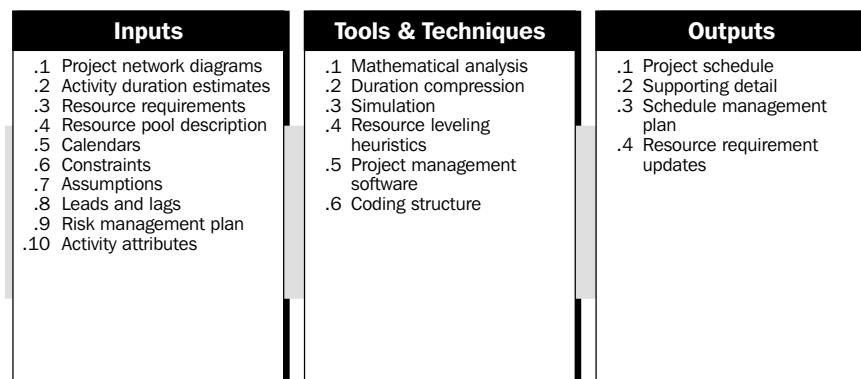 Inputs
.1 Project network diagrams
.2 Activity duration estimates
.3 Resource requirements
.4 Resource pool description
.5 Calendars
.6 Constraints
.7 Assumptions
.8 Leads and lags
.9 Risk management plan
.10 Activity attributes
Tools & Techniques
.1 Mathematical analysis
.2 Duration compression
.3 Simulation
.4 Resource leveling
heuristics
.5 Project management
software
.6 Coding structure
Outputs
.1 Project schedule
.2 Supporting detail
.3 Schedule management
plan
.4 Resource requirement
updates